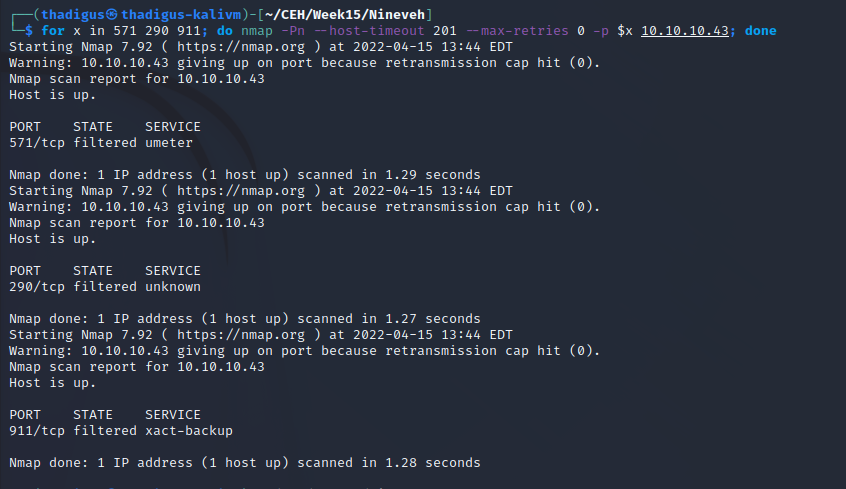 ┌──(thadigus㉿thadigus-kalivm)-[~/CEH/Week15/Nineveh]
└─$ for x in 571 290 911; do nmap -Pn --host-timeout 201 --max-retries 0 -p $x 10.10.10.43; done
Starting Nmap 7.92 ( https://nmap.org ) at 2022-04-15 13:44 EDT
Warning: 10.10.10.43 giving up on port because retransmission cap hit (0).
Nmap scan report for 10.10.10.43
Host is up.

PORT    STATE    SERVICE
571/tcp filtered umeter

Nmap done: 1 IP address (1 host up) scanned in 1.29 seconds
Starting Nmap 7.92 ( https://nmap.org ) at 2022-04-15 13:44 EDT
Warning: 10.10.10.43 giving up on port because retransmission cap hit (0).
Nmap scan report for 10.10.10.43
Host is up.

PORT    STATE    SERVICE
290/tcp filtered unknown

Nmap done: 1 IP address (1 host up) scanned in 1.27 seconds
Starting Nmap 7.92 ( https://nmap.org ) at 2022-04-15 13:44 EDT
Warning: 10.10.10.43 giving up on port because retransmission cap hit (0).
Nmap scan report for 10.10.10.43
Host is up.

PORT    STATE    SERVICE
911/tcp filtered xact-backup

Nmap done: 1 IP address (1 host up) scanned in 1.28 seconds